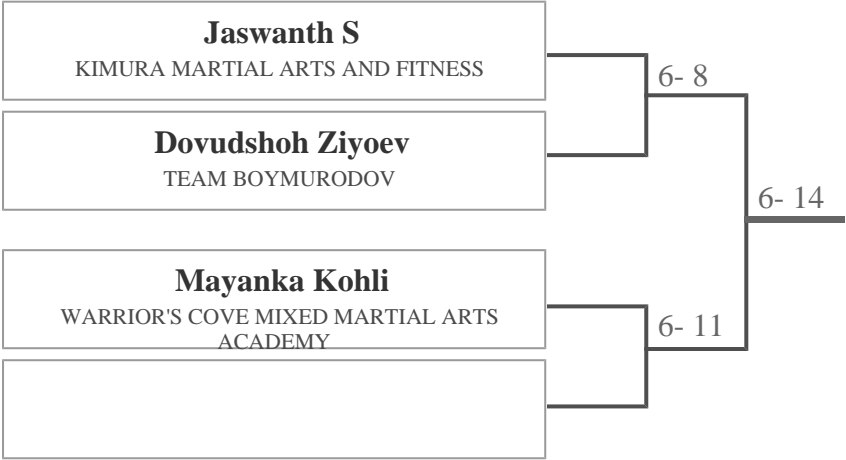 Jaswanth S
KIMURA MARTIAL ARTS AND FITNESS
6- 8
Dovudshoh Ziyoev
TEAM BOYMURODOV
6- 14
Mayanka Kohli
WARRIOR'S COVE MIXED MARTIAL ARTS
ACADEMY
6- 11